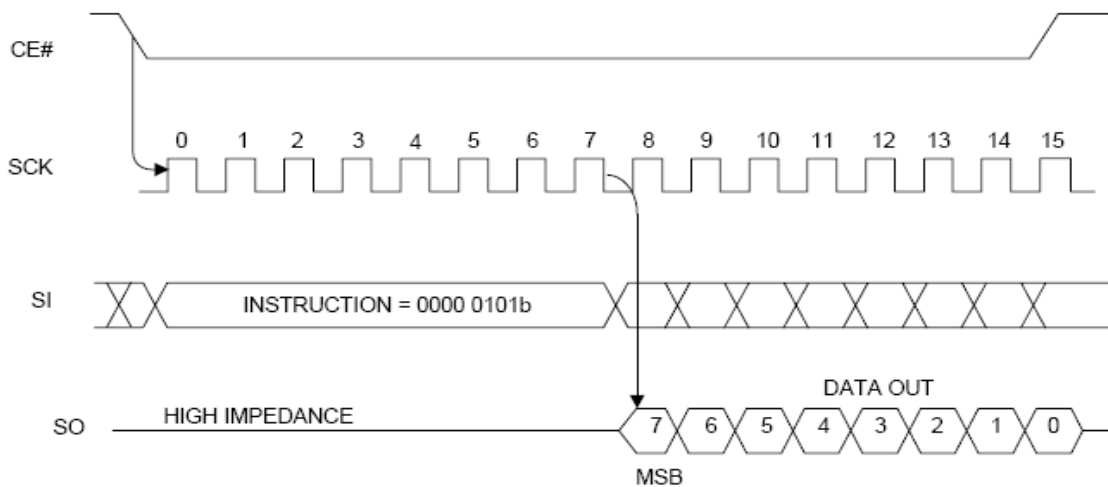 CE#
0 1 2 3 4 5 6 7 8 9 10 11 12 13 14 15
SCK
SI
INSTRUCTION = 0000 0101b
DATA OUT
HIGH IMPEDANCE
SO
7 6 5 4 3 2 1 0
MSB